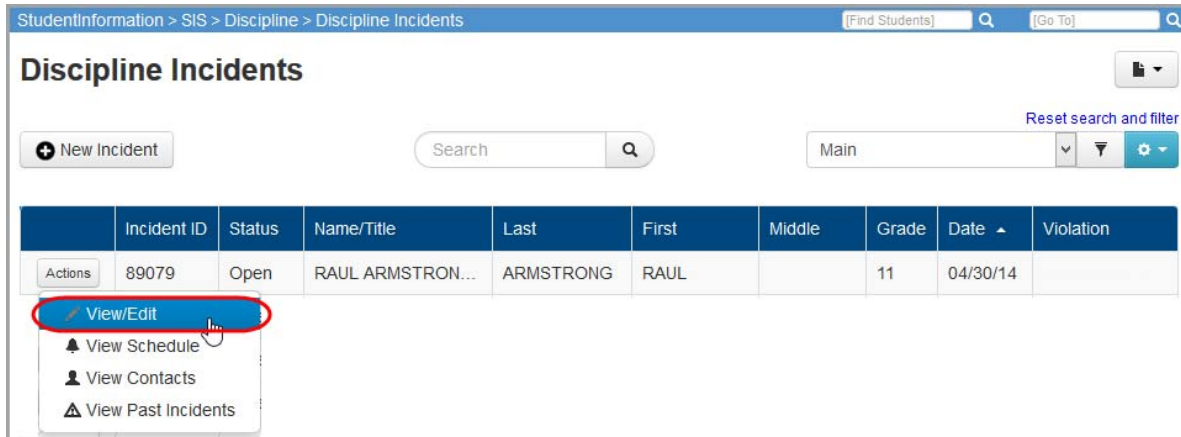 StudentInformation > SIS > Discipline > Discipline Incidents [Find Students] [Go To]
Discipline Incidents
Reset search and filter
New Incident Search Main
Incident ID Status Name/Title Last First Middle Grade Date Violation
Actions 89079 Open RAUL ARMSTRON... ARMSTRONG RAUL 11 04/30/14
View/Edit
View Schedule
View Contacts
View Past Incidents